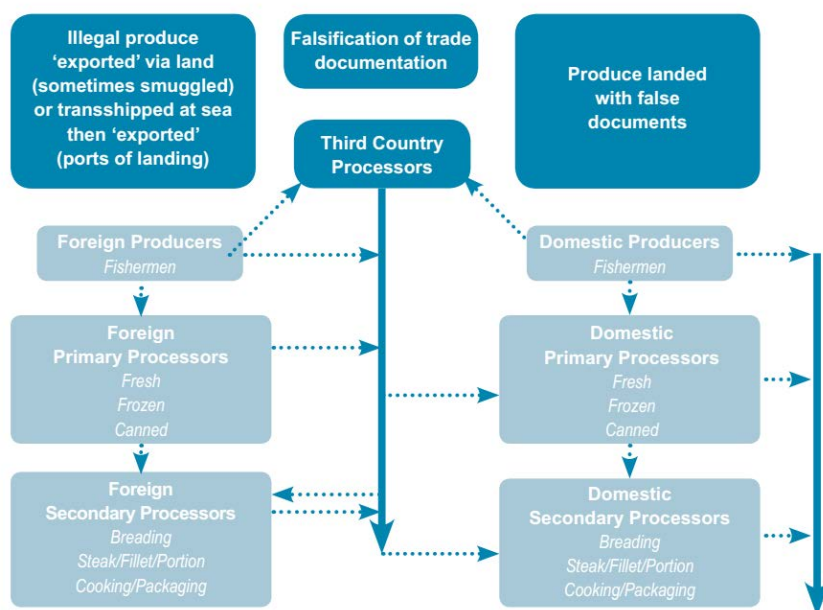 Illegal produce
‘exported’ via land
(sometimes smuggled)
or transshipped at sea
then ‘exported’
(ports of landing)
Falsification of trade
documentation
Produce landed
with false
documents
Third Country
Processors
Foreign Producers
Fishermen
Domestic Producers
Fishermen
Foreign
Primary Processors
Fresh
Frozen
Canned
Domestic
Primary Processors
Fresh
Frozen
Canned
Foreign
Secondary Processors
Breading
Steak/Fillet/Portion
Cooking/Packaging
Domestic
Secondary Processors
Breading
Steak/Fillet/Portion
Cooking/Packaging